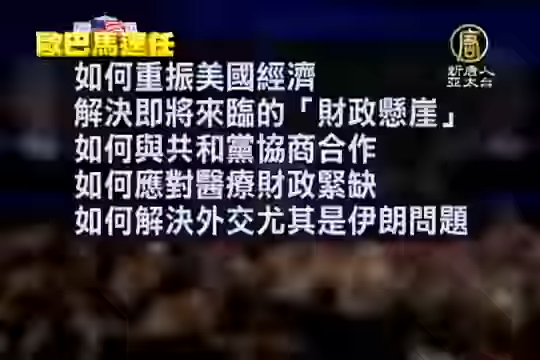 歐巴馬連任
新唐人
亞太台
如何重振美國經濟
解決即將來臨的「財政懸崖」
如何與共和黨協商合作
如何應對醫療財政緊缺
如何解決外交尤其是伊朗問題